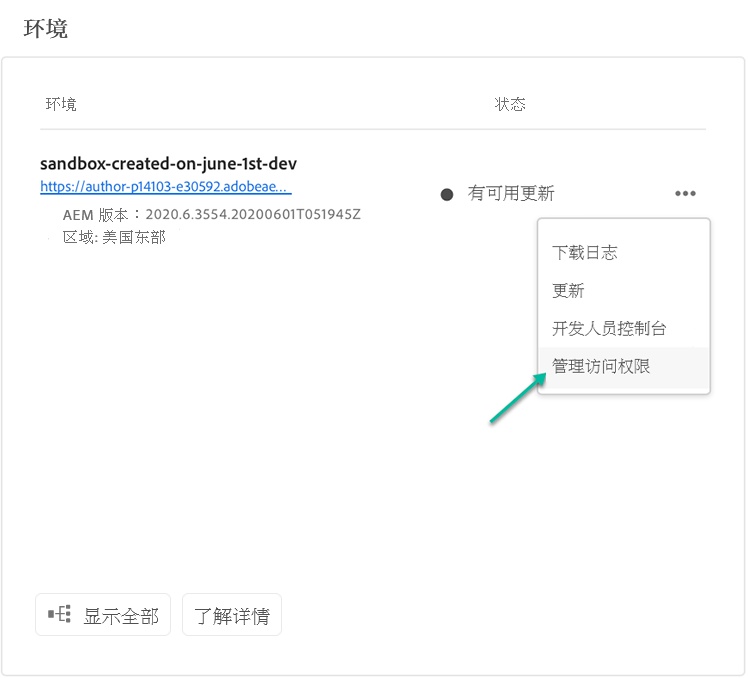 环境
环境
状态
sandbox-created-on-june-1st-dev
https://author-p14103-e30592.adobeae...
有可用更新
AEM 版本：2020.6.3554.20200601T051945Z
区域: 美国东部
下载日志
更新
开发人员控制台
管理访问权限
显示全部
了解详情